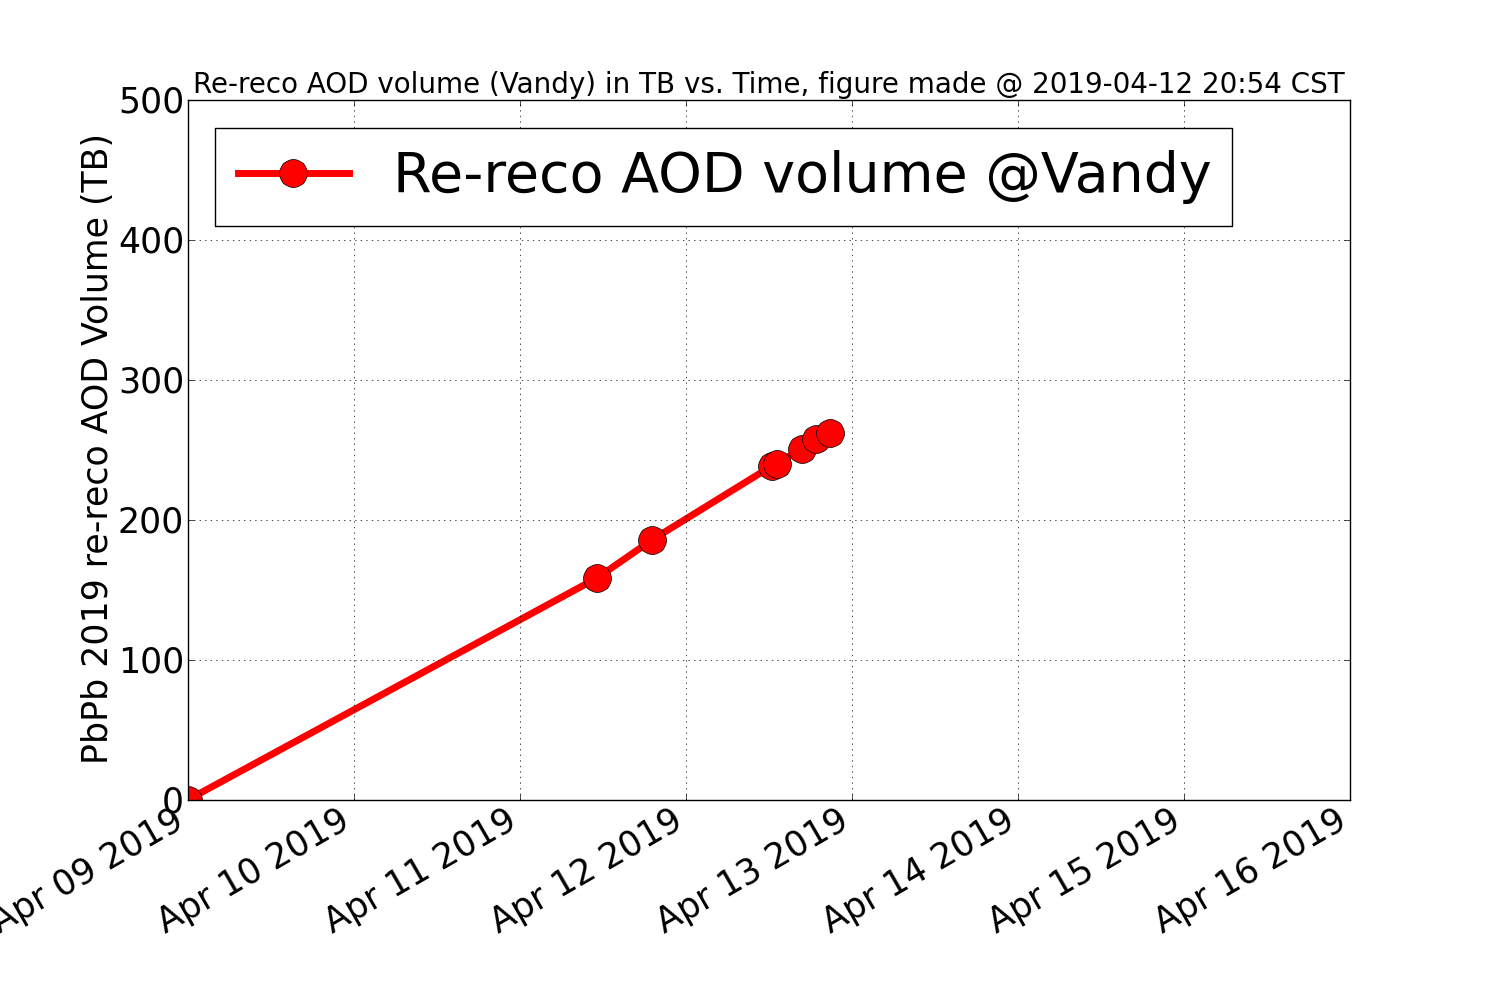 Re-reco AOD volume (Vandy) in TB vs. Time, figure made @ 2019-04-12 20:54 CST
Re-reco AOD volume @Vandy
PbPb 2019 re-reco AOD Volume (TB)
500
400
300
200
100
0
Apr 09 2019
Apr 10 2019
Apr 11 2019
Apr 12 2019
Apr 13 2019
Apr 14 2019
Apr 15 2019
Apr 16 2019